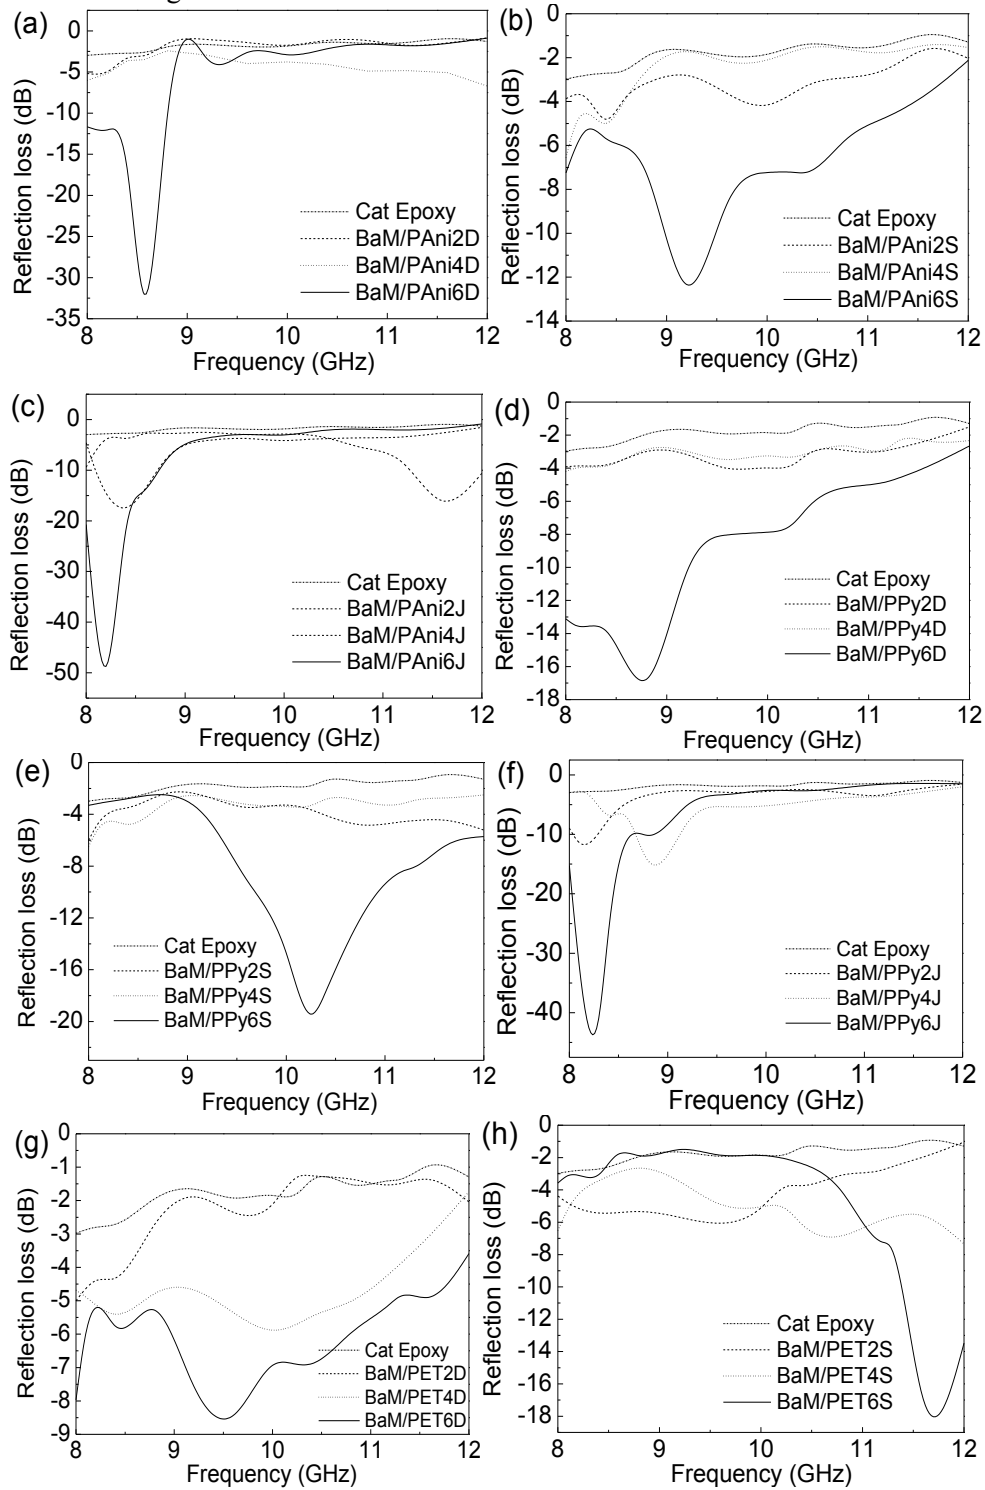 (a)
0
-5
-10
-15
-20
-25
-30
-35
Reflection loss (dB)
Cat Epoxy
BaM/PAni2D
BaM/PAni4D
BaM/PAni6D
8 9 10 11 12
Frequency (GHz)
(b)
0
-2
-4
-6
-8
-10
-12
-14
Reflection loss (dB)
Cat Epoxy
BaM/PAni2S
BaM/PAni4S
BaM/PAni6S
8 9 10 11 12
Frequency (GHz)
(c)
0
-10
-20
-30
-40
-50
Reflection loss (dB)
Cat Epoxy
BaM/PAni2J
BaM/PAni4J
BaM/PAni6J
8 9 10 11 12
Frequency (GHz)
(d)
0
-2
-4
-6
-8
-10
-12
-14
-16
-18
Reflection loss (dB)
Cat Epoxy
BaM/PPy2D
BaM/PPy4D
BaM/PPy6D
8 9 10 11 12
Frequency (GHz)
(e)
0
-4
-8
-12
-16
-20
Reflection loss (dB)
Cat Epoxy
BaM/PPy2S
BaM/PPy4S
BaM/PPy6S
8 9 10 11 12
Frequency (GHz)
(f)
0
-10
-20
-30
-40
Reflection loss (dB)
Cat Epoxy
BaM/PPy2J
BaM/PPy4J
BaM/PPy6J
8 9 10 11 12
Frequency (GHz)
(g)
0
-1
-2
-3
-4
-5
-6
-7
-8
-9
Reflection loss (dB)
Cat Epoxy
BaM/PET2D
BaM/PET4D
BaM/PET6D
8 9 10 11 12
Frequency (GHz)
(h)
0
-2
-4
-6
-8
-10
-12
-14
-16
-18
Reflection loss (dB)
Cat Epoxy
BaM/PET2S
BaM/PET4S
BaM/PET6S
8 9 10 11 12
Frequency (GHz)